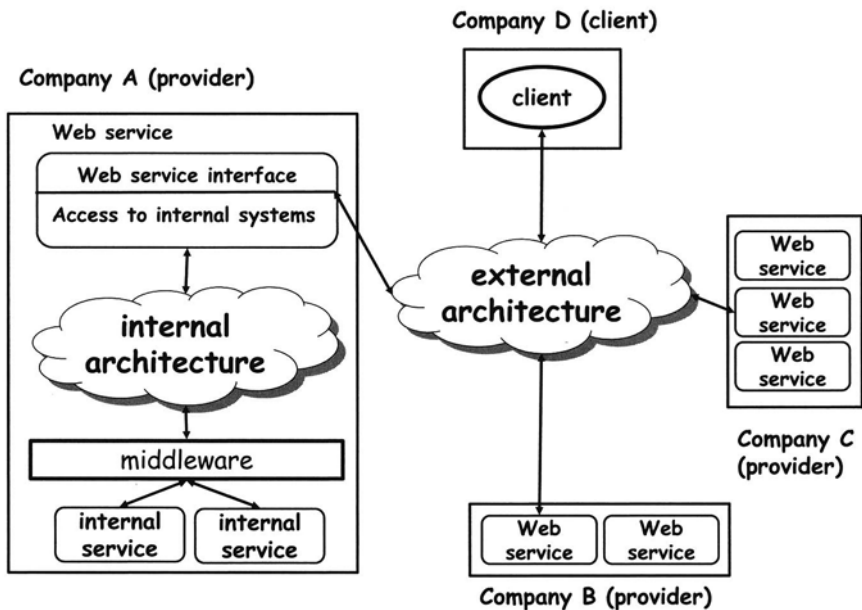 Company D (client)
client
Company A (provider)
Web service
Web service interface
Access to internal systems
internal
architecture
middleware
internal
service
internal
service
external
architecture
Web
service
Web
service
Web
service
Company C
(provider)
Web
service
Web
service
Company B (provider)